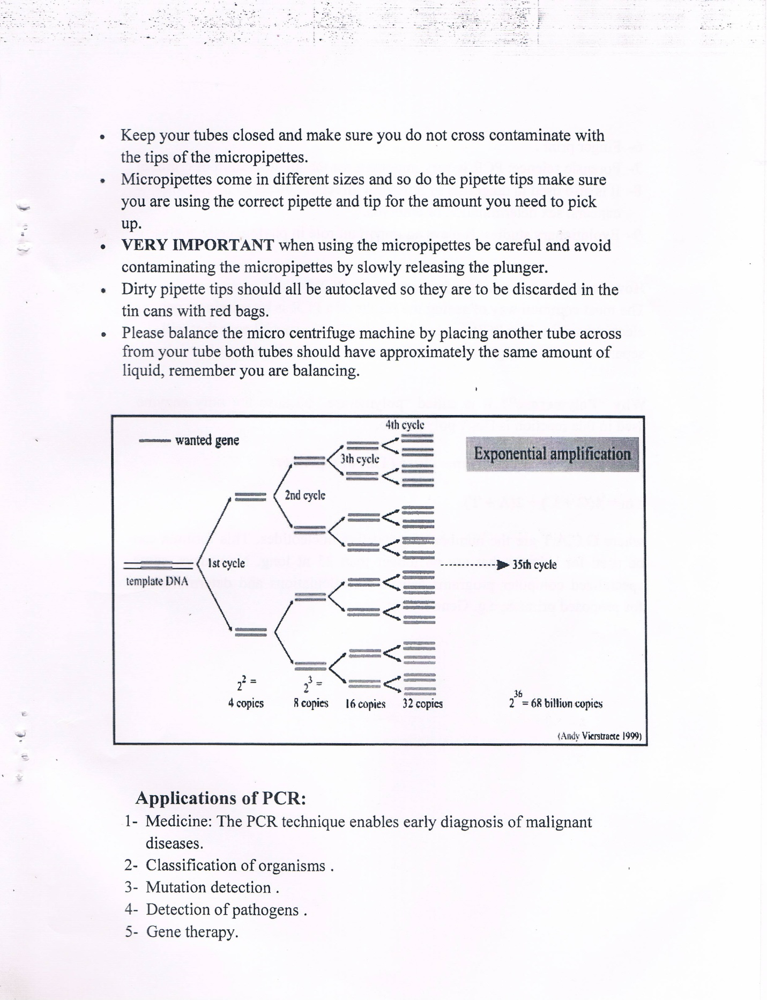 • Keep your tubes closed and make sure you do not cross contaminate with
the tips of the micropipettes.
• Micropipettes come in different sizes and so do the pipette tips make sure
you are using the correct pipette and tip for the amount you need to pick
up.
• VERY IMPORTANT when using the micropipettes be careful and avoid
contaminating the micropipettes by slowly releasing the plunger.
• Dirty pipette tips should all be autoclaved so they are to be discarded in the
tin cans with red bags.
• Please balance the micro centrifuge machine by placing another tube across
from your tube both tubes should have approximately the same amount of
liquid, remember you are balancing.
4th cycle
wanted gene
Exponential amplification
3th cycle
2nd cycle
1st cycle
35th cycle
template DNA
2² =
2³ =
2³⁶ = 68 billion copies
4 copies
8 copies
16 copies
32 copies
(Andy Vierstraete 1999)
Applications of PCR:
1- Medicine: The PCR technique enables early diagnosis of malignant
diseases.
2- Classification of organisms .
3- Mutation detection .
4- Detection of pathogens .
5- Gene therapy.